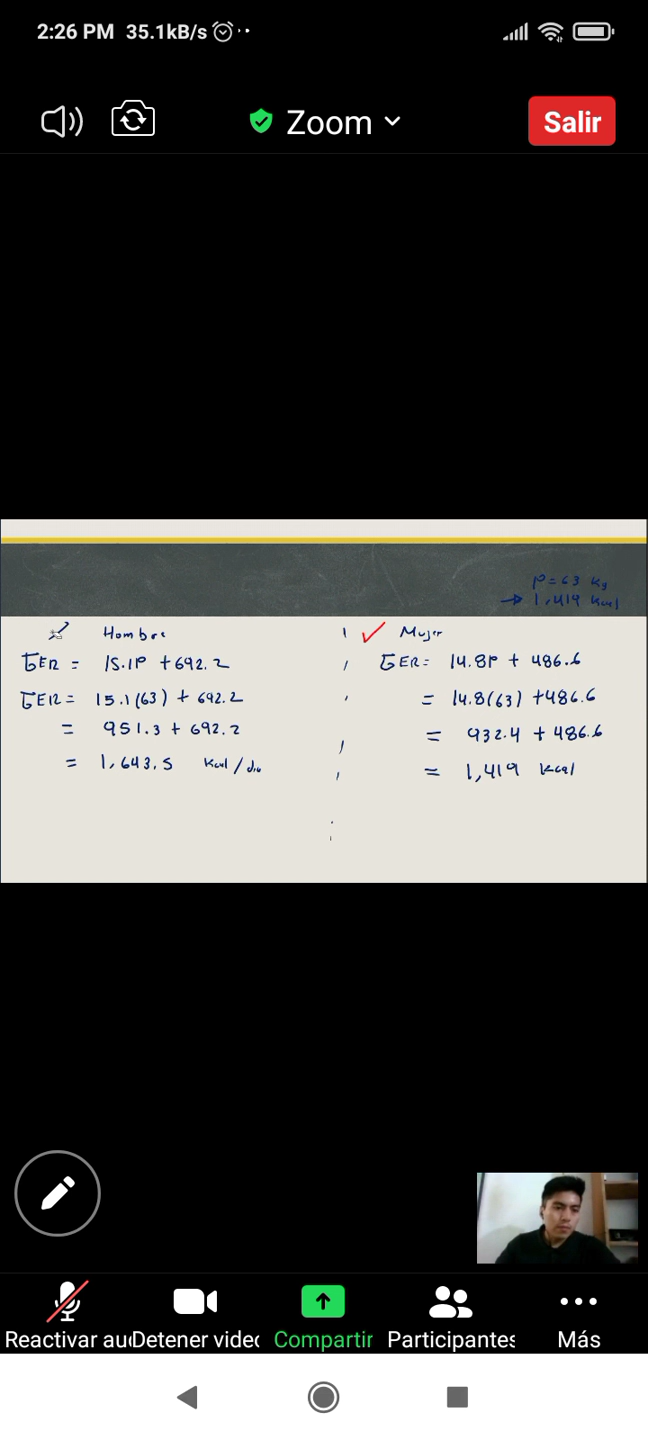 2:26 PM 35.1kB/s
Zoom
Salir
P = 63 kg
→ 1,419 kcal
Hombre
GER = 15.1P + 692.2
GER = 15.1(63) + 692.2
= 951.3 + 692.2
= 1,643.5 kcal/día
✓ Mujer
GER = 14.8P + 486.6
= 14.8(63) + 486.6
= 932.4 + 486.6
= 1,419 kcal
Reactivar au
Detener video
Compartir
Participantes
Más